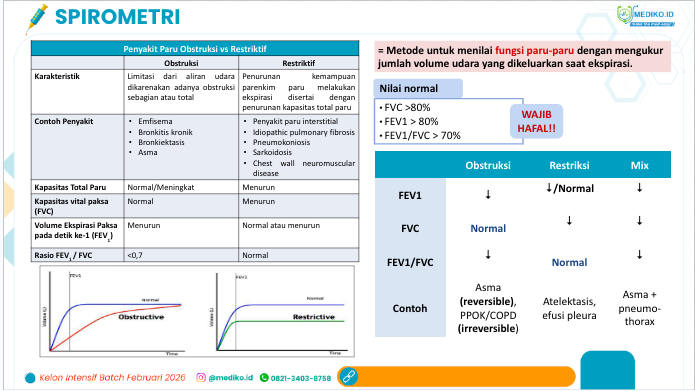 SPIROMETRI
MEDIKO.ID
Penyakit Paru Obstruksi vs Restriktif
Obstruksi Restriktif
Karakteristik
Limitasi dari aliran udara
dikarenakan adanya obstruksi
sebagian atau total
Penurunan kemampuan
parenkim paru melakukan
ekspirasi disertai dengan
penurunan kapasitas total paru
Contoh Penyakit
• Emfisema
• Bronkitis kronik
• Bronkiektasis
• Asma
• Penyakit paru interstitial
• Idiopathic pulmonary fibrosis
• Pneumokoniosis
• Sarkoidosis
• Chest wall neuromuscular
disease
Kapasitas Total Paru Normal/Meningkat Menurun
Kapasitas vital paksa
(FVC)
Normal Menurun
Volume Ekspirasi Paksa
pada detik ke-1 (FEV1)
Menurun Normal atau menurun
Rasio FEV1 / FVC <0,7 Normal
FEV1
Normal
Obstructive
Volume (L)
Time
FEV1
Normal
Restrictive
Volume (L)
Time
= Metode untuk menilai fungsi paru-paru dengan mengukur
jumlah volume udara yang dikeluarkan saat ekspirasi.
Nilai normal
• FVC >80%
• FEV1 > 80%
• FEV1/FVC > 70%
WAJIB
HAFAL!!
Obstruksi Restriksi Mix
FEV1 ↓ ↓/Normal ↓
FVC Normal ↓ ↓
FEV1/FVC ↓ Normal ↓
Contoh
Asma
(reversible),
PPOK/COPD
(irreversible)
Atelektasis,
efusi pleura
Asma +
pneumo-
thorax
Kelon Intensif Batch Februari 2026 @mediko.id 0821-3403-8758